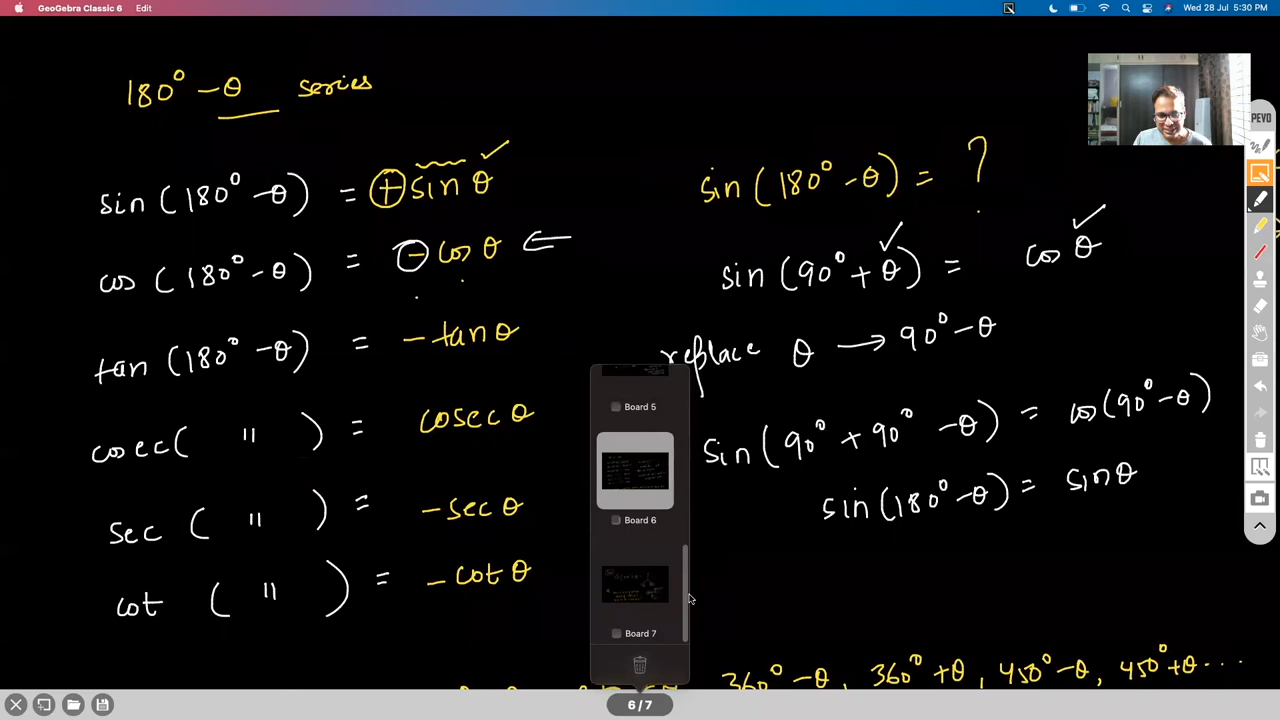 GeoGebra Classic 6 Edit Wed 28 Jul 5:30 PM
180° - θ series
sin(180° - θ) = + sin θ
cos(180° - θ) = - cos θ
tan(180° - θ) = - tan θ
cosec( " ) = cosec θ
sec ( " ) = - sec θ
cot ( " ) = - cot θ
sin(180° - θ) = ?
sin(90° + θ) = cos θ
replace θ → 90° - θ
sin(90° + 90° - θ) = cos(90° - θ)
sin(180° - θ) = sin θ
360° - θ, 360° + θ, 450° - θ, 450° + θ ...
Board 5
Board 6
Board 7
6/7
PEVO